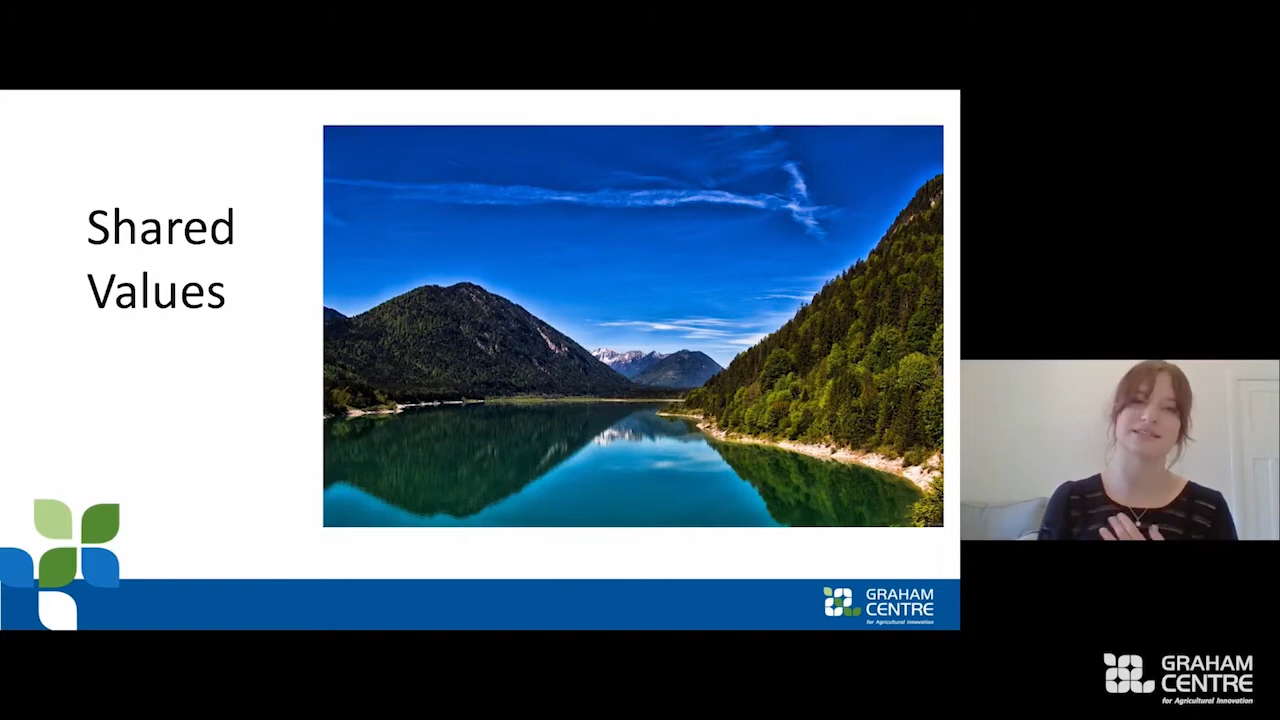 Shared
Values
GRAHAM
CENTRE
for Agricultural Innovation
GRAHAM
CENTRE
for Agricultural Innovation